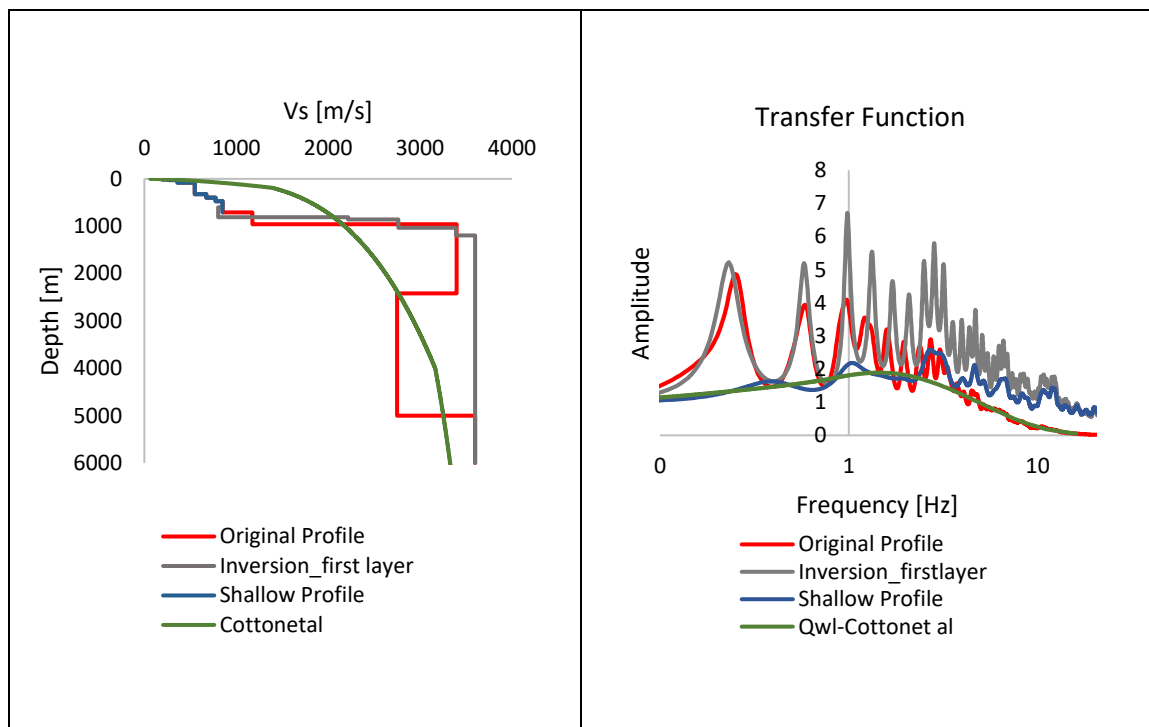 Vs [m/s]
0 1000 2000 3000 4000
0
1000
2000
3000
4000
5000
6000
Depth [m]
Original Profile
Inversion_first layer
Shallow Profile
Cottonetal
Transfer Function
8
7
6
5
4
3
2
1
0
Amplitude
0 1 10
Frequency [Hz]
Original Profile
Inversion_firstlayer
Shallow Profile
Qwl-Cottonet al